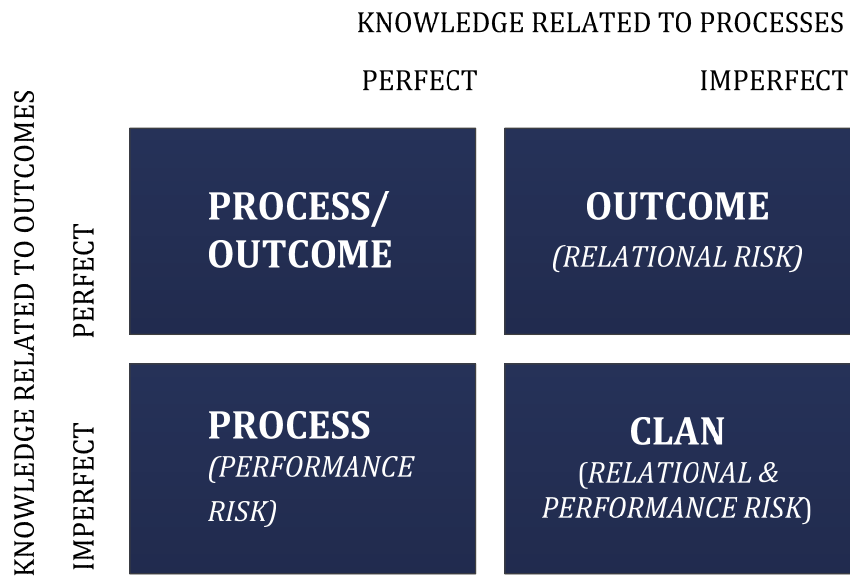 KNOWLEDGE RELATED TO PROCESSES
PERFECT
IMPERFECT
KNOWLEDGE RELATED TO OUTCOMES
PERFECT
PROCESS/
OUTCOME
OUTCOME
(RELATIONAL RISK)
IMPERFECT
PROCESS
(PERFORMANCE
RISK)
CLAN
(RELATIONAL &
PERFORMANCE RISK)